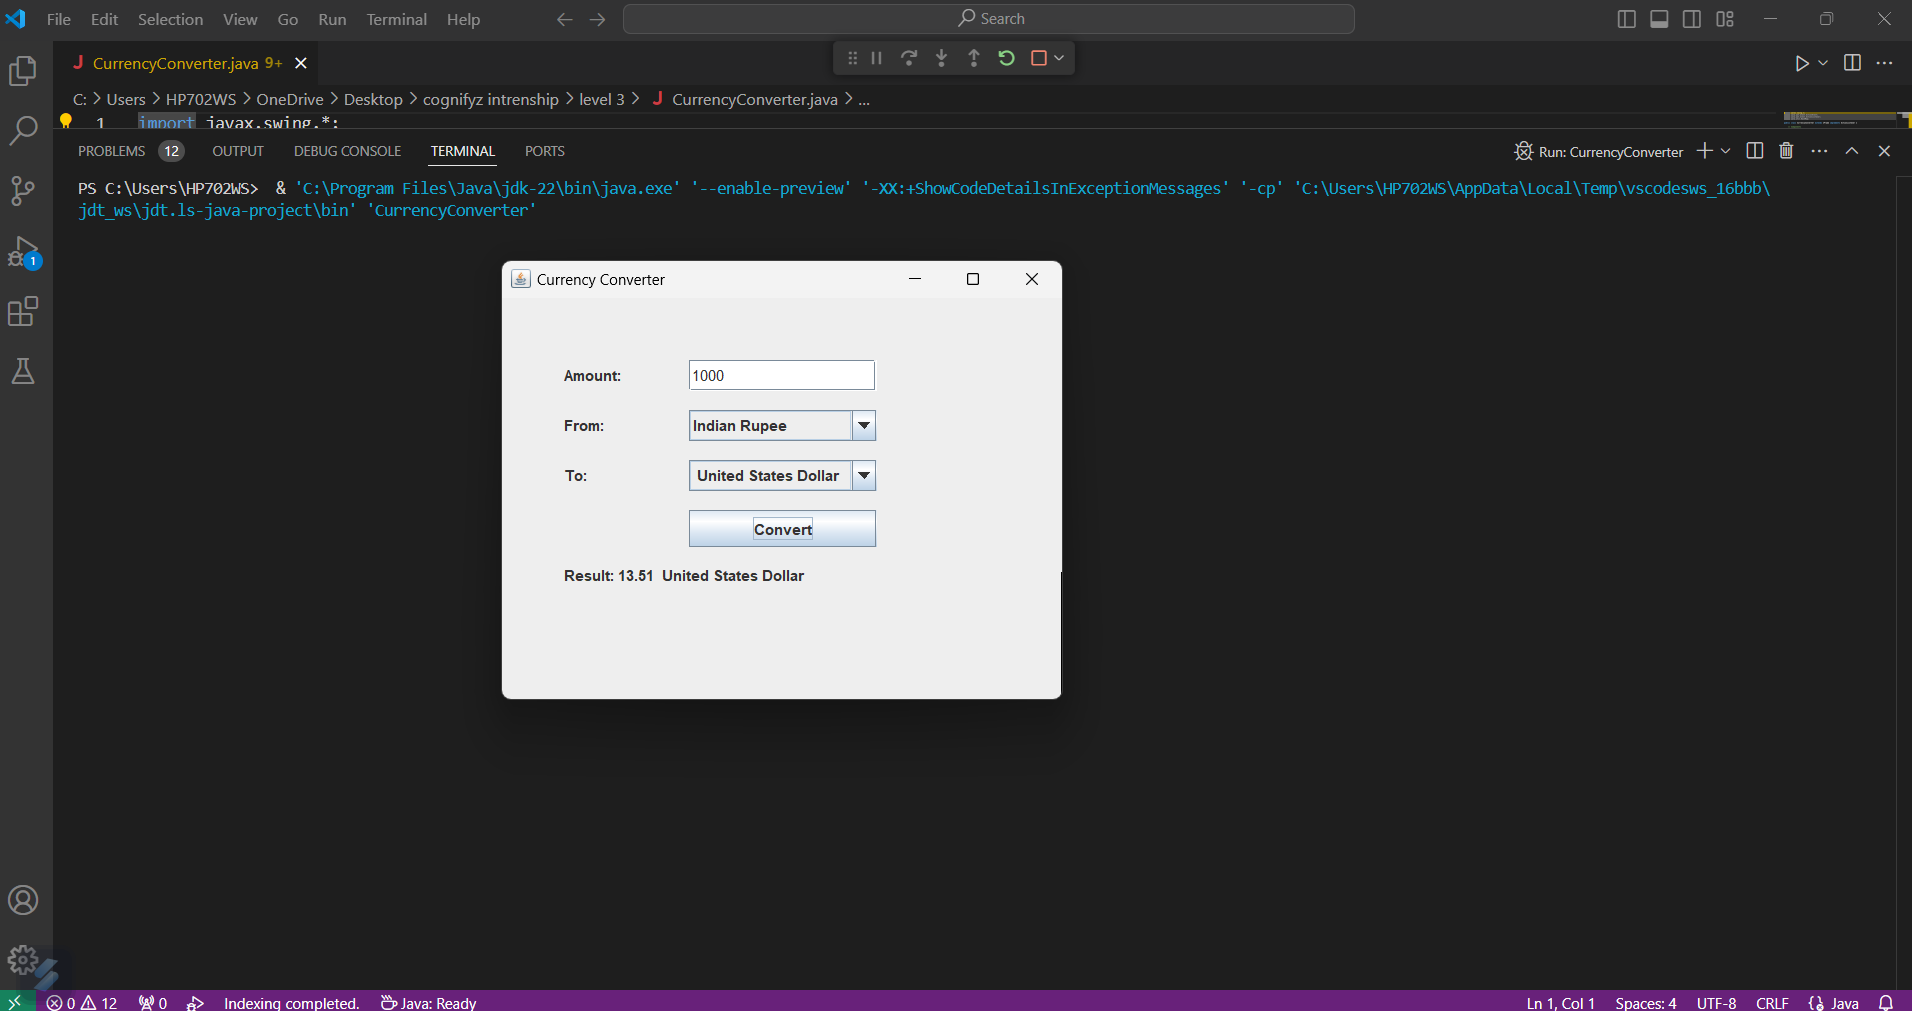 File Edit Selection View Go Run Terminal Help
Search
CurrencyConverter.java 9+
C: > Users > HP702WS > OneDrive > Desktop > cognifyz intrenship > level 3 > J CurrencyConverter.java > ...
1 import javax.swing.*;
PROBLEMS 12 OUTPUT DEBUG CONSOLE TERMINAL PORTS
Run: CurrencyConverter
PS C:\Users\HP702WS>  & 'C:\Program Files\Java\jdk-22\bin\java.exe' '--enable-preview' '-XX:+ShowCodeDetailsInExceptionMessages' '-cp' 'C:\Users\HP702WS\AppData\Local\Temp\vscodesws_16bbb\
jdt_ws\jdt.ls-java-project\bin' 'CurrencyConverter'
1
Currency Converter
Amount: 1000
From: Indian Rupee
To: United States Dollar
Convert
Result: 13.51 United States Dollar
0 12 0 Indexing completed. Java: Ready
Ln 1, Col 1 Spaces: 4 UTF-8 CRLF Java